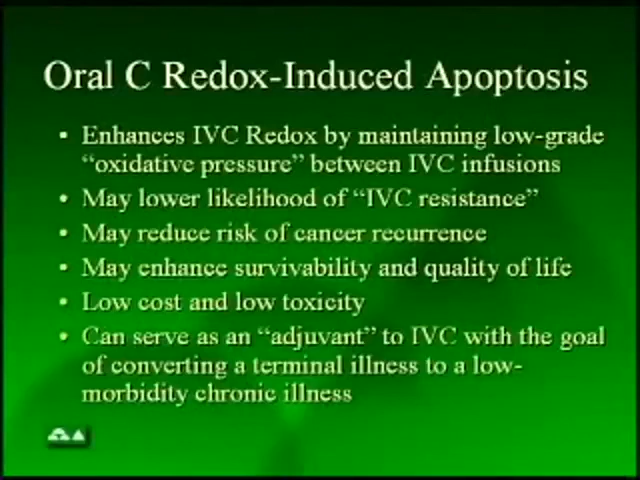 Oral C Redox-Induced Apoptosis
• Enhances IVC Redox by maintaining low-grade
“oxidative pressure” between IVC infusions
• May lower likelihood of “IVC resistance”
• May reduce risk of cancer recurrence
• May enhance survivability and quality of life
• Low cost and low toxicity
• Can serve as an “adjuvant” to IVC with the goal
of converting a terminal illness to a low-
morbidity chronic illness